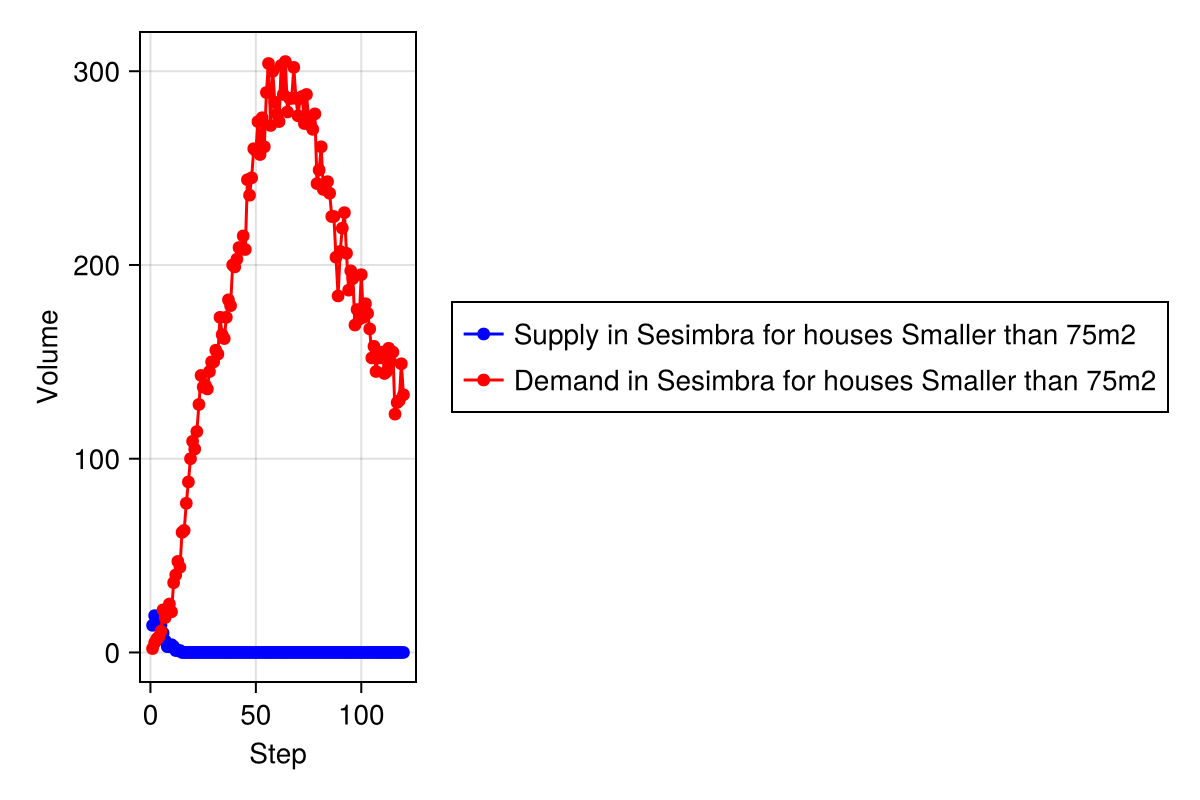 300
200
100
0
Volume
0 50 100
Step
Supply in Sesimbra for houses Smaller than 75m2
Demand in Sesimbra for houses Smaller than 75m2